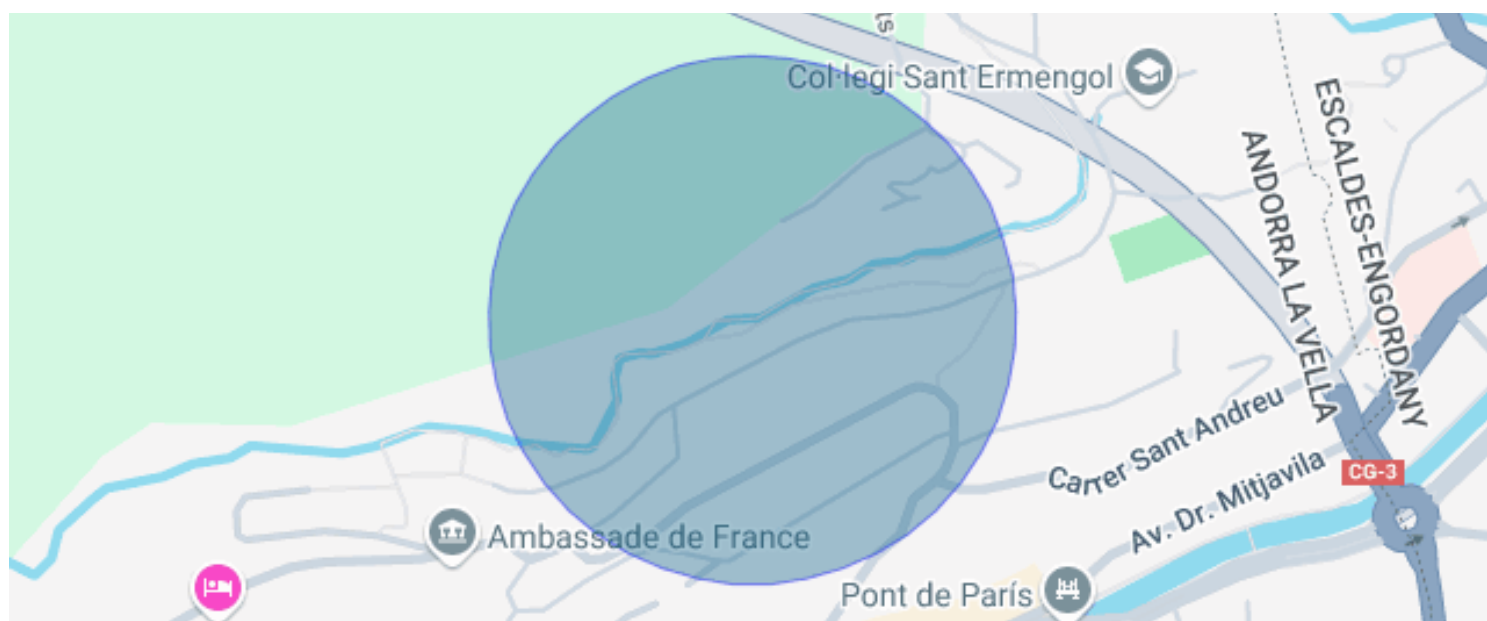 ts
Col·legi Sant Ermengol
ESCALDES-ENGORDANY
ANDORRA LA VELLA
Carrer Sant Andreu
Av. Dr. Mitjavila
CG-3
Ambassade de France
Pont de París